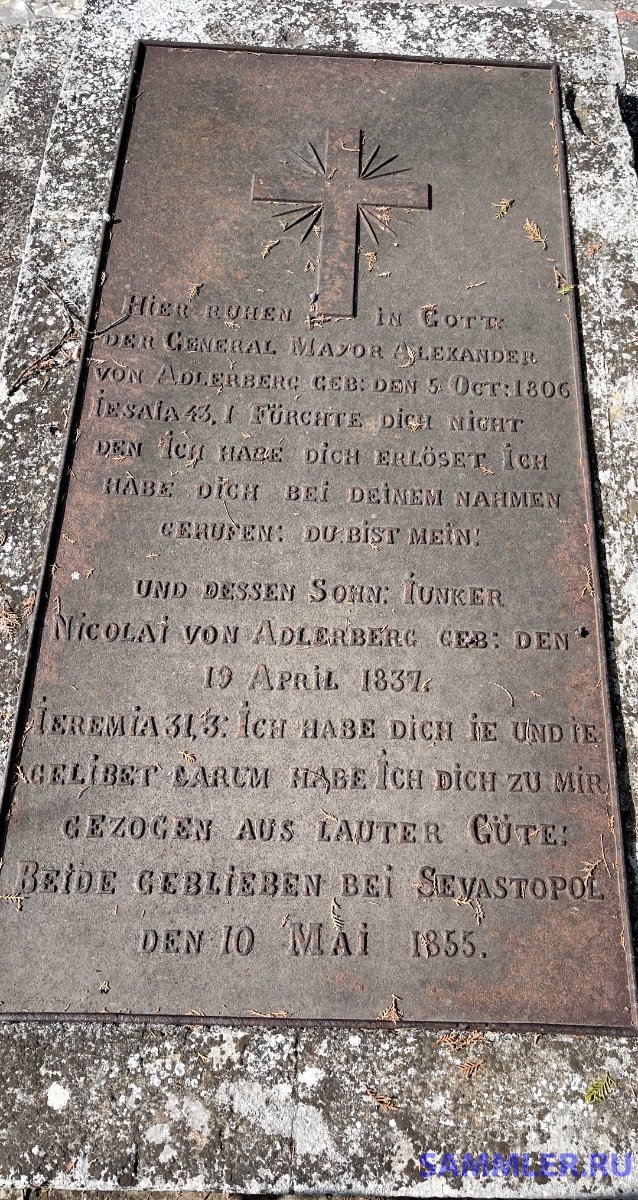 HIER RUHEN IN GOTT
DER GENERAL MAYOR ALEXANDER
VON ADLERBERG GEB: DEN 5 OCT: 1806
IESAIA 43, 1 FÜRCHTE DICH NICHT
DEN ICH HABE DICH ERLÖSET ICH
HABE DICH BEI DEINEM NAHMEN
GERUFEN: DU BIST MEIN!
UND DESSEN SOHN: IUNKER
NICOLAI VON ADLERBERG GEB: DEN
19 APRIL 1837.
IEREMIA 31, 3: ICH HABE DICH IE UND IE
GELIBET DARUM HABE ICH DICH ZU MIR
GEZOGEN AUS LAUTER GÜTE:
BEIDE GEBLIEBEN BEI SEVASTOPOL
DEN 10 MAI 1855.
SAMMLER.RU